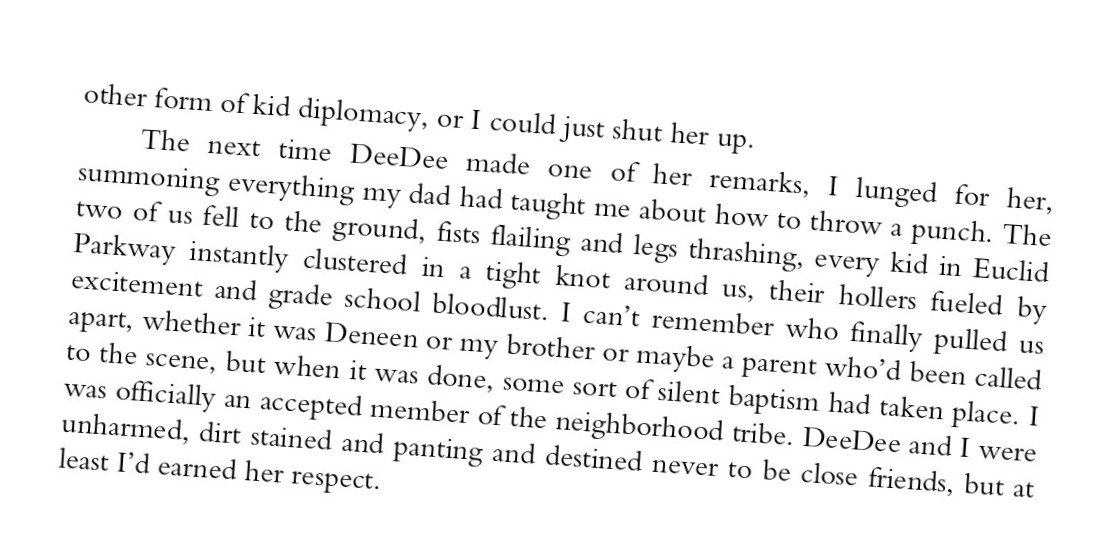 other form of kid diplomacy, or I could just shut her up.
The next time DeeDee made one of her remarks, I lunged for her,
summoning everything my dad had taught me about how to throw a punch. The
two of us fell to the ground, fists flailing and legs thrashing, every kid in Euclid
Parkway instantly clustered in a tight knot around us, their hollers fueled by
excitement and grade school bloodlust. I can’t remember who finally pulled us
apart, whether it was Deneen or my brother or maybe a parent who’d been called
to the scene, but when it was done, some sort of silent baptism had taken place. I
was officially an accepted member of the neighborhood tribe. DeeDee and I were
unharmed, dirt stained and panting and destined never to be close friends, but at
least I’d earned her respect.